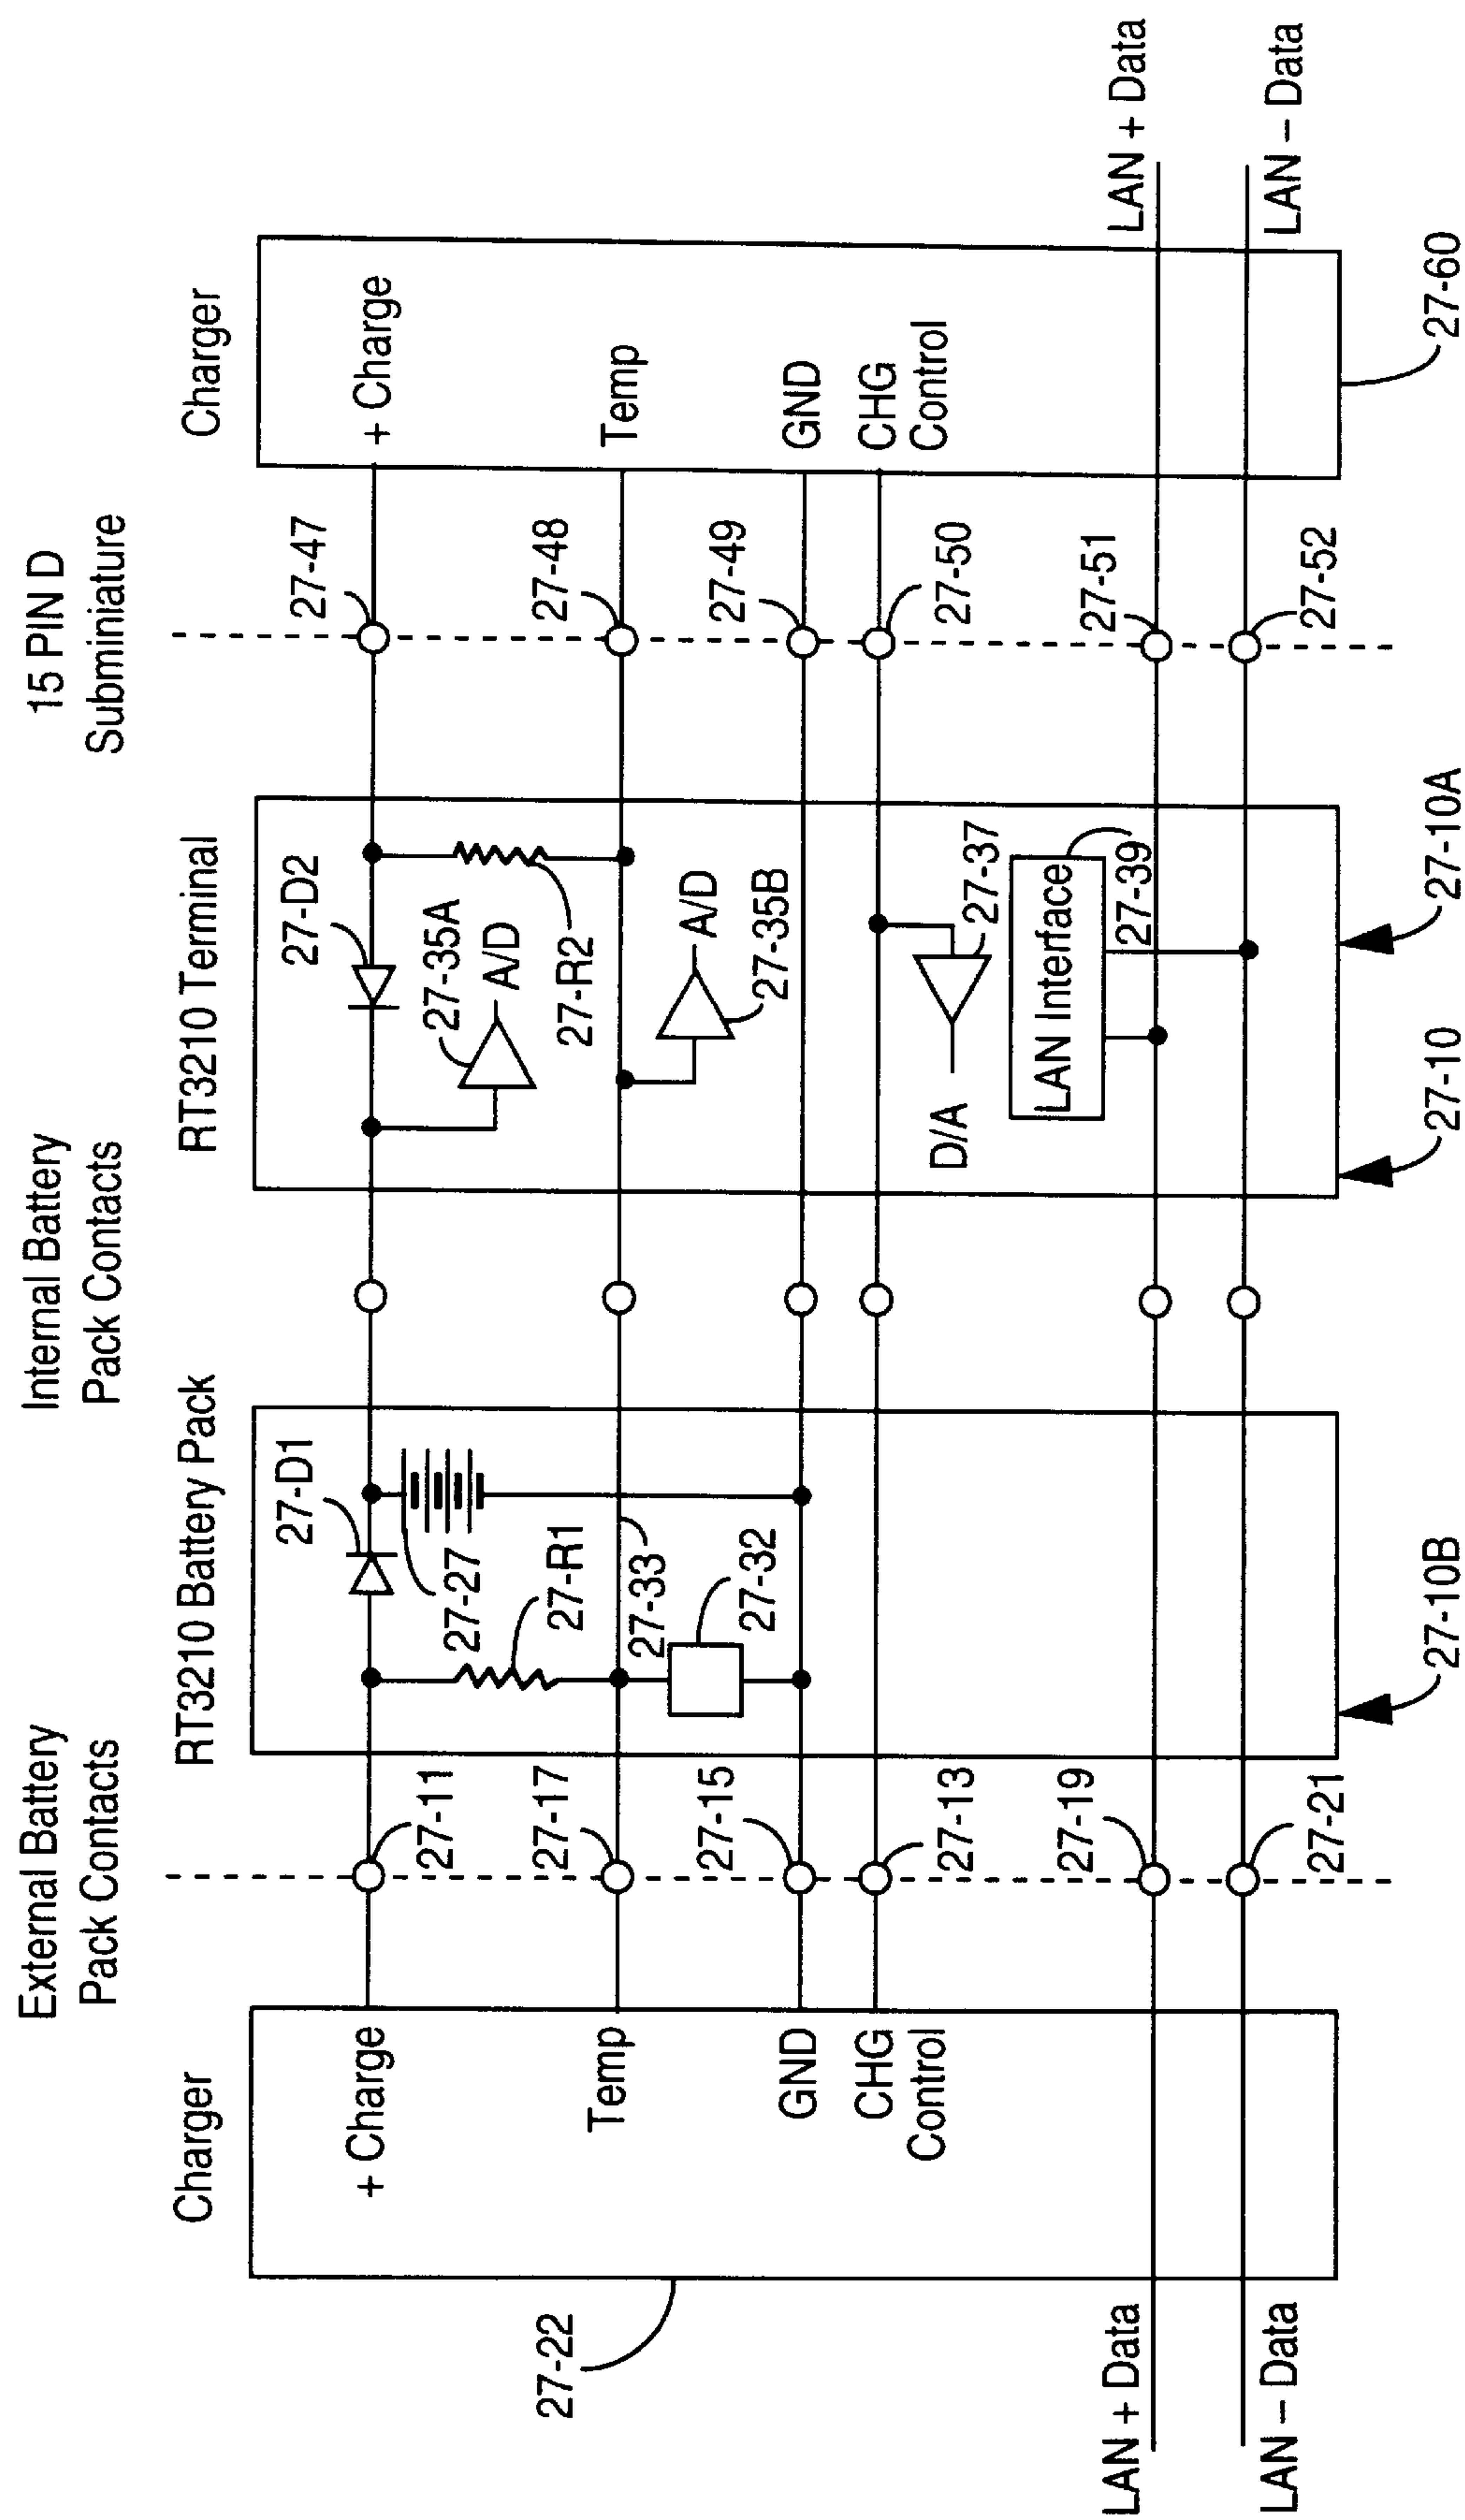 External Battery
Pack Contacts
Internal Battery
Pack Contacts
15 PIN D
Subminiature
Charger
RT3210 Battery Pack
RT3210 Terminal
Charger
27-22
+ Charge
Temp
GND
CHG
Control
LAN + Data
LAN – Data
27-11
27-17
27-15
27-13
27-19
27-21
27-D1
27-27
27-R1
27-33
27-32
27-10B
27-D2
27-35A
A/D
27-R2
A/D
27-35B
D/A
27-37
LAN Interface
27-39
27-10
27-10A
27-47
27-48
27-49
27-50
27-51
27-52
+ Charge
Temp
GND
CHG
Control
LAN + Data
LAN – Data
27-60